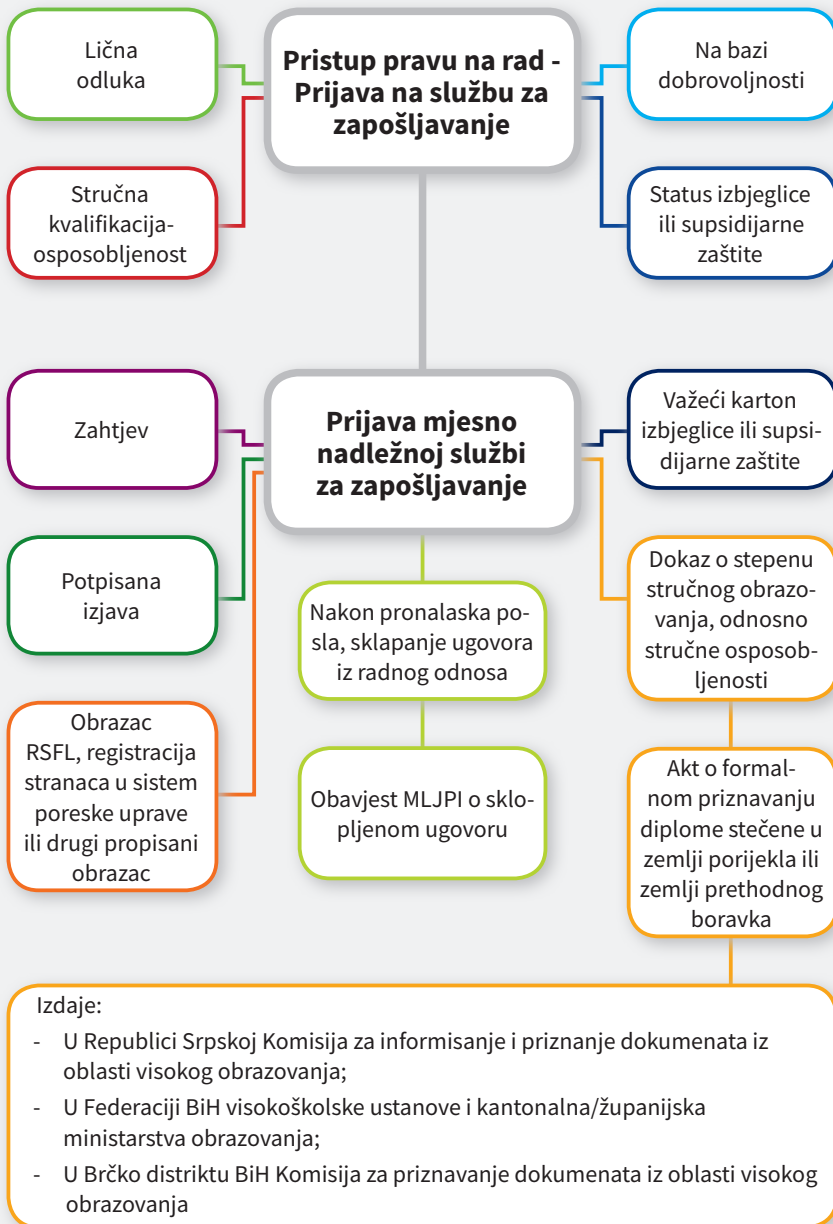 Lična
odluka
Pristup pravu na rad -
Prijava na službu za
zapošljavanje
Na bazi
dobrovoljnosti
Stručna
kvalifikacija-
osposobljenost
Status izbjeglice
ili supsidijarne
zaštite
Zahtjev
Prijava mjesno
nadležnoj službi
za zapošljavanje
Važeći karton
izbjeglice ili supsi-
dijarne zaštite
Potpisana
izjava
Nakon pronalaska po-
sla, sklapanje ugovora
iz radnog odnosa
Dokaz o stepenu
stručnog obrazo-
vanja, odnosno
stručne osposob-
ljenosti
Obrazac
RSFL, registracija
stranaca u sistem
poreske uprave
ili drugi propisani
obrazac
Obavjest MLJPI o sklo-
pljenom ugovoru
Akt o formal-
nom priznavanju
diplome stečene u
zemlji porijekla ili
zemlji prethodnog
boravka
Izdaje:
- U Republici Srpskoj Komisija za informisanje i priznanje dokumenata iz
oblasti visokog obrazovanja;
- U Federaciji BiH visokoškolske ustanove i kantonalna/županijska
ministarstva obrazovanja;
- U Brčko distriktu BiH Komisija za priznavanje dokumenata iz oblasti visokog
obrazovanja